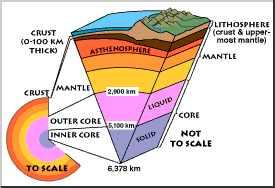 CRUST
(0-100 KM
THICK)
LITHOSPHERE
(crust & upper-
most mantle)
ASTHENOSPHERE
MANTLE
CRUST
MANTLE
2,900 km
LIQUID
CORE
OUTER CORE
5,100 km
INNER CORE
SOLID
NOT
TO SCALE
TO SCALE
6,378 km